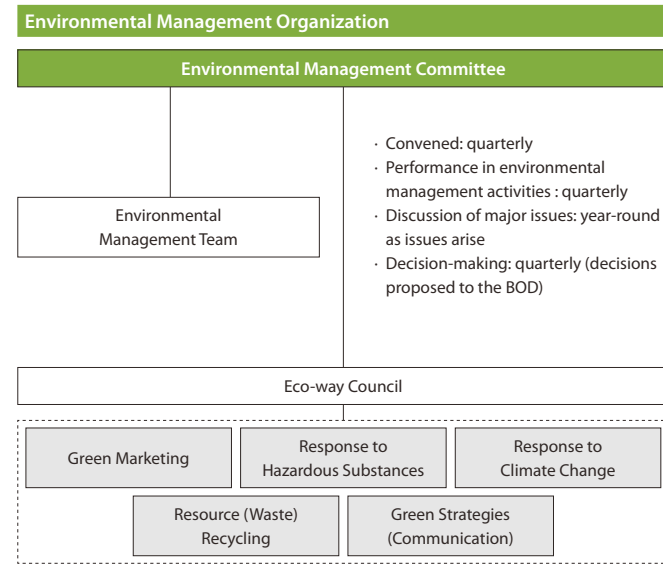 Environmental Management Organization
Environmental Management Committee
· Convened: quarterly
· Performance in environmental
management activities : quarterly
· Discussion of major issues: year-round
as issues arise
· Decision-making: quarterly (decisions
proposed to the BOD)
Environmental
Management Team
Eco-way Council
Green Marketing
Response to
Hazardous Substances
Response to
Climate Change
Resource (Waste)
Recycling
Green Strategies
(Communication)